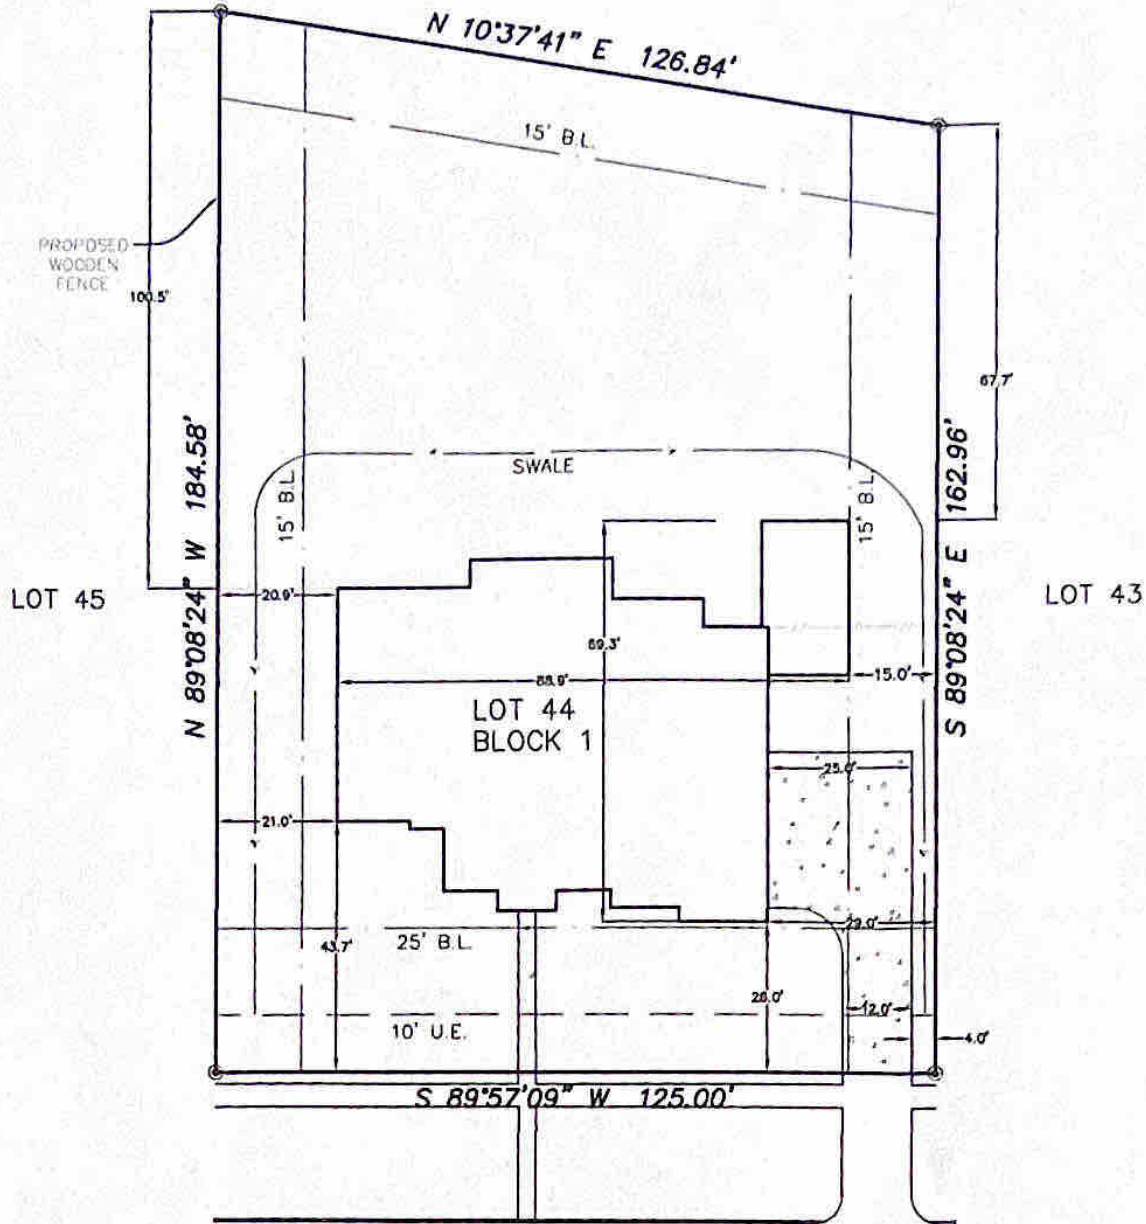 N 10°37'41" E 126.84'
15' B.L.
PROPOSED
WOODEN
FENCE
100.5'
67.7'
N 89°08'24" W 184.58'
S 89°08'24" E 162.96'
SWALE
15' B.L.
15' B.L.
LOT 45
20.9'
LOT 43
69.3'
88.9'
15.0'
LOT 44
BLOCK 1
25.0'
21.0'
29.0'
43.7'
25' B.L.
26.0'
12.0'
10' U.E.
4.0'
S 89°57'09" W 125.00'